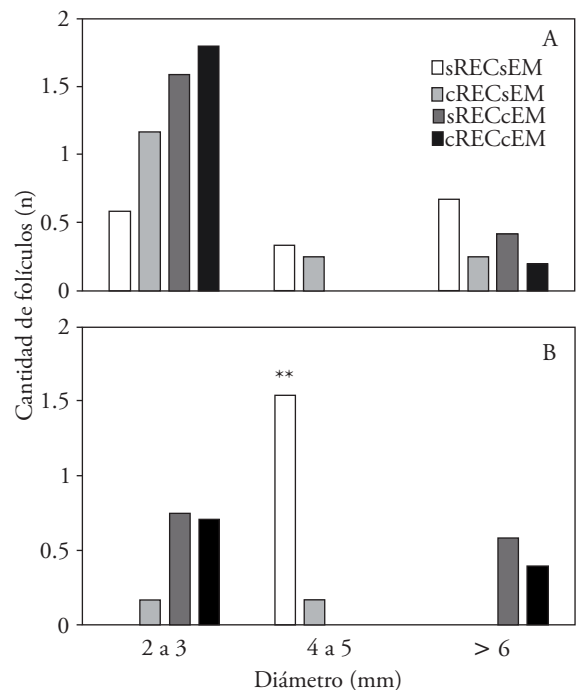 2
A
sRECsEM
1.5
cRECsEM
sRECcEM
cRECcEM
1
Cantidad de folículos (n)
0.5
0
2
B
**
1.5
1
0.5
0
2 a 3
4 a 5
> 6
Diámetro (mm)